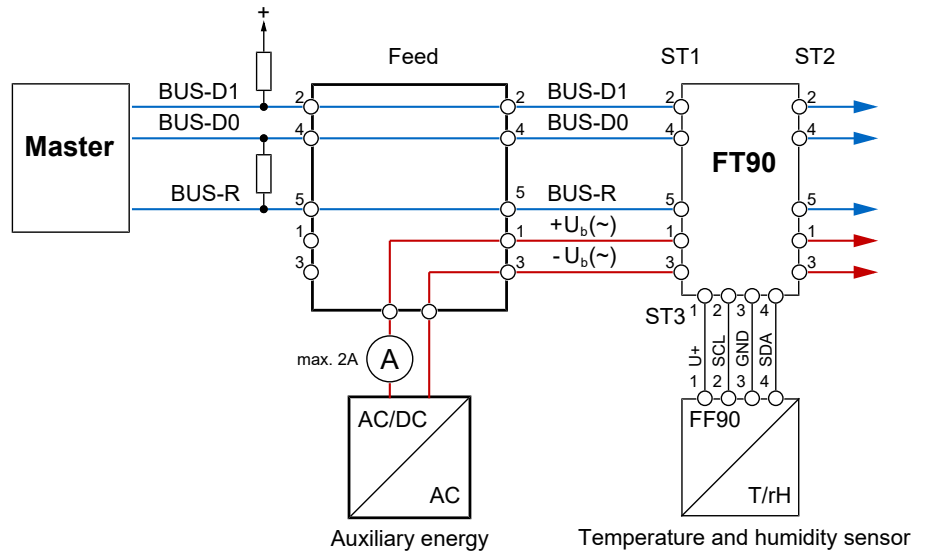 +
Feed
ST1
ST2
BUS-D1
2
2
BUS-D1
2
2
Master
BUS-D0
4
4
BUS-D0
4
4
FT90
BUS-R
5
5
BUS-R
5
5
1
1
+Ub(~)
1
1
3
3
-Ub(~)
3
3
ST3
1
2
3
4
U+
SCL
GND
SDA
1
2
3
4
max. 2A
A
AC/DC
AC
FF90
T/rH
Auxiliary energy
Temperature and humidity sensor